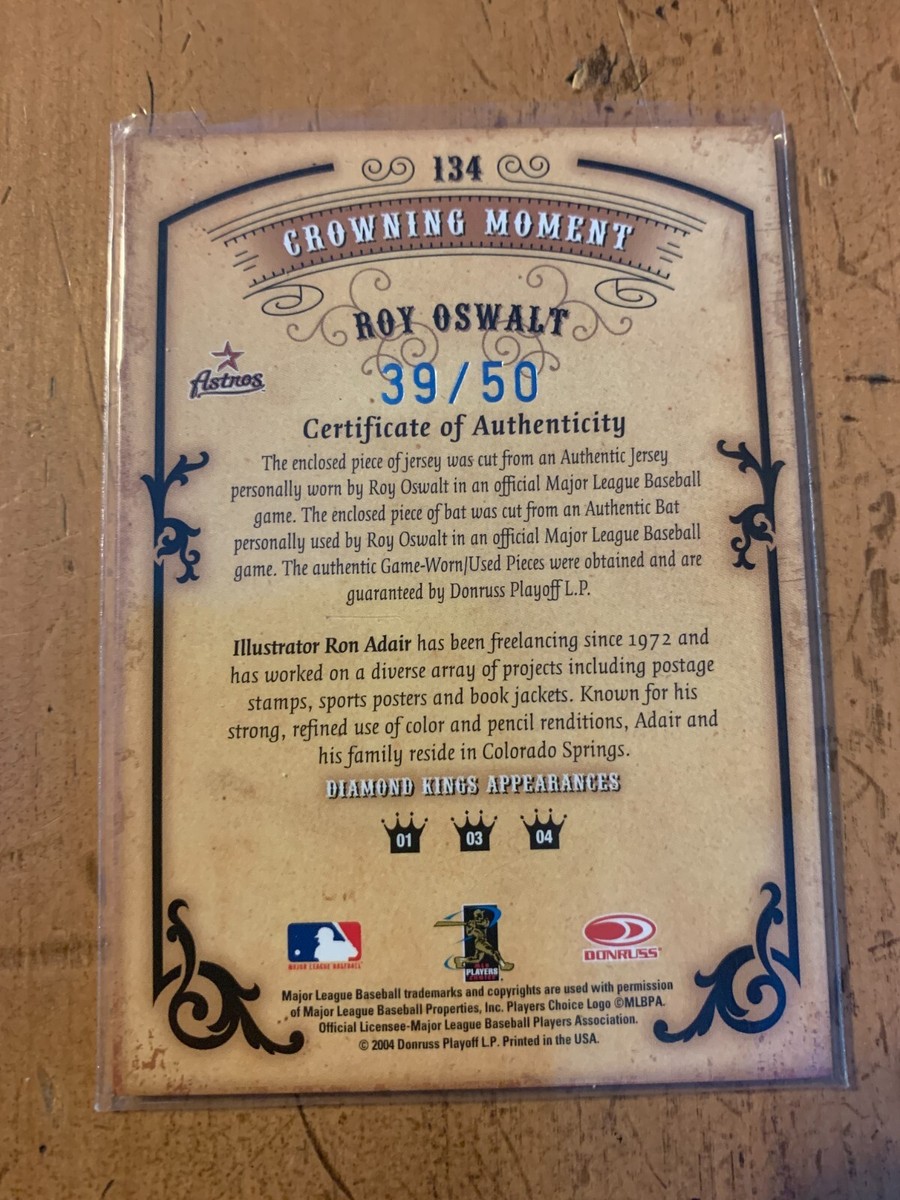 134
CROWNING MOMENT
ROY OSWALT
Astros
39/50
Certificate of Authenticity
The enclosed piece of jersey was cut from an Authentic Jersey
personally worn by Roy Oswalt in an official Major League Baseball
game. The enclosed piece of bat was cut from an Authentic Bat
personally used by Roy Oswalt in an official Major League Baseball
game. The authentic Game-Worn/Used Pieces were obtained and are
guaranteed by Donruss Playoff L.P.
Illustrator Ron Adair has been freelancing since 1972 and
has worked on a diverse array of projects including postage
stamps, sports posters and book jackets. Known for his
strong, refined use of color and pencil renditions, Adair and
his family reside in Colorado Springs.
DIAMOND KINGS APPEARANCES
01 03 04
MAJOR LEAGUE BASEBALL
MLB
PLAYERS
CHOICE
DONRUSS
Major League Baseball trademarks and copyrights are used with permission
of Major League Baseball Properties, Inc. Players Choice Logo ©MLBPA.
Official Licensee-Major League Baseball Players Association.
© 2004 Donruss Playoff L.P. Printed in the USA.